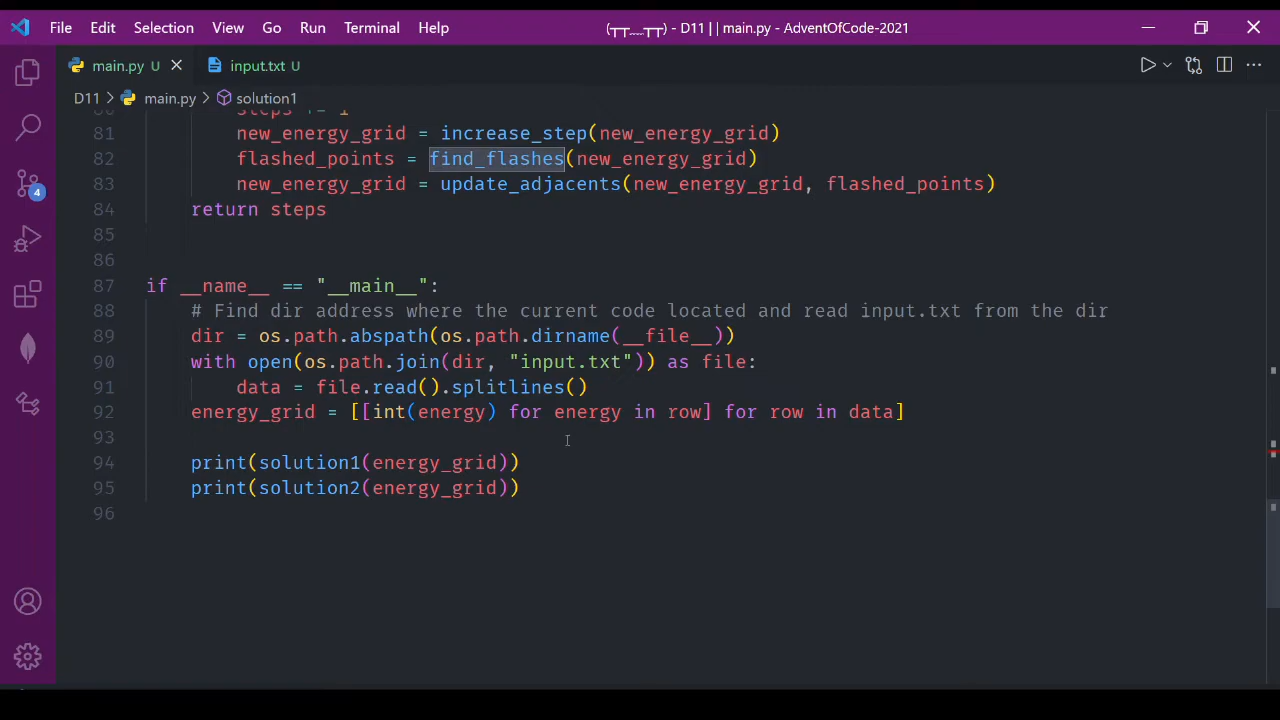 File Edit Selection View Go Run Terminal Help (┬┬﹏┬┬) - D11 | | main.py - AdventOfCode-2021
main.py U input.txt U
D11 > main.py > solution1
81 new_energy_grid = increase_step(new_energy_grid)
82 flashed_points = find_flashes(new_energy_grid)
83 new_energy_grid = update_adjacents(new_energy_grid, flashed_points)
84 return steps
85
86
87 if __name__ == "__main__":
88 # Find dir address where the current code located and read input.txt from the dir
89 dir = os.path.abspath(os.path.dirname(__file__))
90 with open(os.path.join(dir, "input.txt")) as file:
91 data = file.read().splitlines()
92 energy_grid = [[int(energy) for energy in row] for row in data]
93
94 print(solution1(energy_grid))
95 print(solution2(energy_grid))
96
4